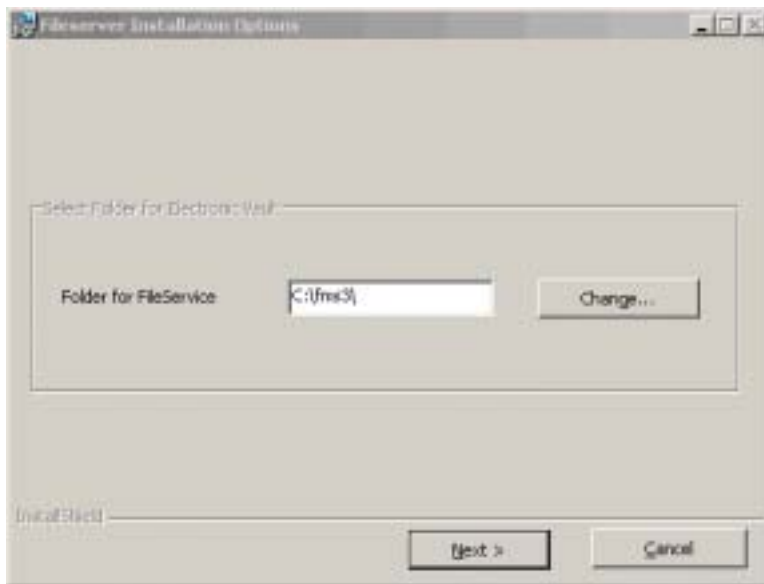 Fileserver Installation Options
Select Folder for Electronic Vault
Folder for FileService
C:\fms3\
Change...
InstallShield
Next >
Cancel